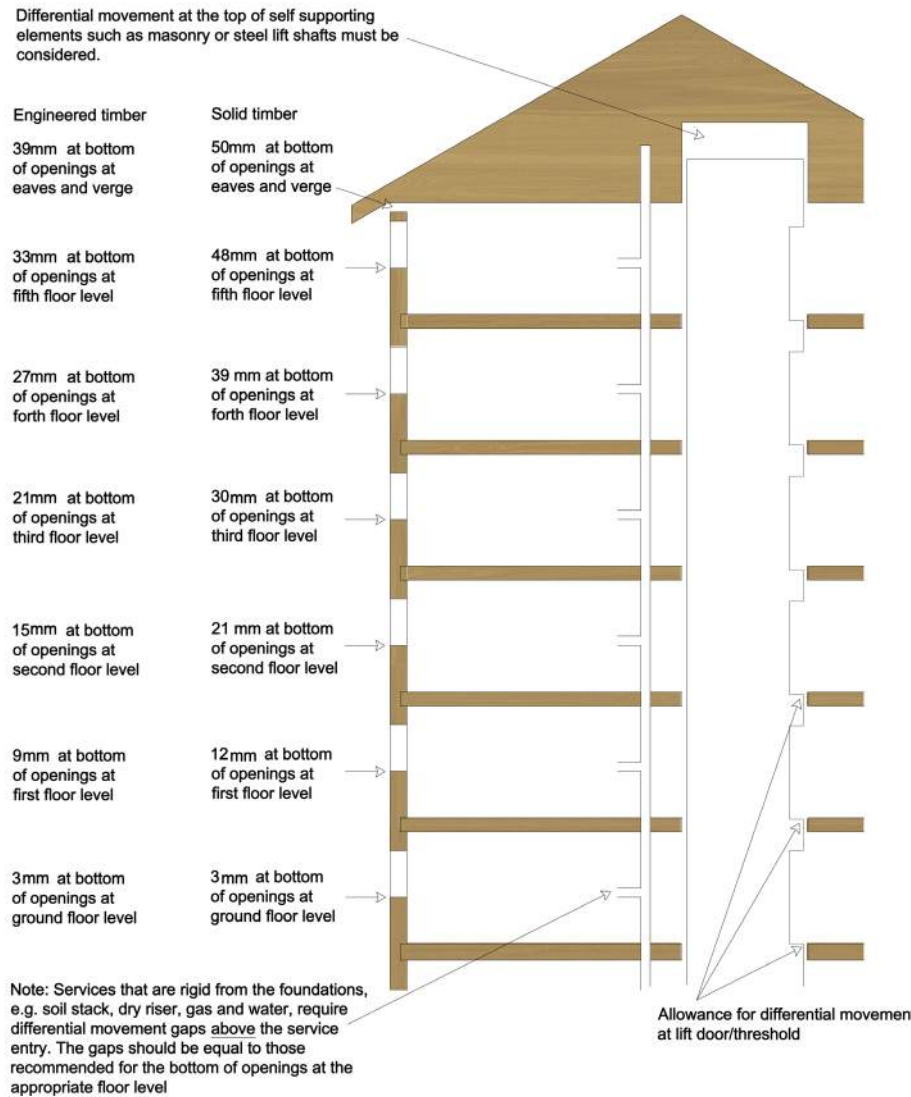 Differential movement at the top of self supporting
elements such as masonry or steel lift shafts must be
considered.
Engineered timber
Solid timber
39mm at bottom
of openings at
eaves and verge
50mm at bottom
of openings at
eaves and verge
33mm at bottom
of openings at
fifth floor level
48mm at bottom
of openings at
fifth floor level
27mm at bottom
of openings at
forth floor level
39 mm at bottom
of openings at
forth floor level
21mm at bottom
of openings at
third floor level
30mm at bottom
of openings at
third floor level
15mm at bottom
of openings at
second floor level
21 mm at bottom
of openings at
second floor level
9mm at bottom
of openings at
first floor level
12mm at bottom
of openings at
first floor level
3mm at bottom
of openings at
ground floor level
3mm at bottom
of openings at
ground floor level
Note: Services that are rigid from the foundations,
e.g. soil stack, dry riser, gas and water, require
differential movement gaps above the service
entry. The gaps should be equal to those
recommended for the bottom of openings at the
appropriate floor level
Allowance for differential movemen
at lift door/threshold